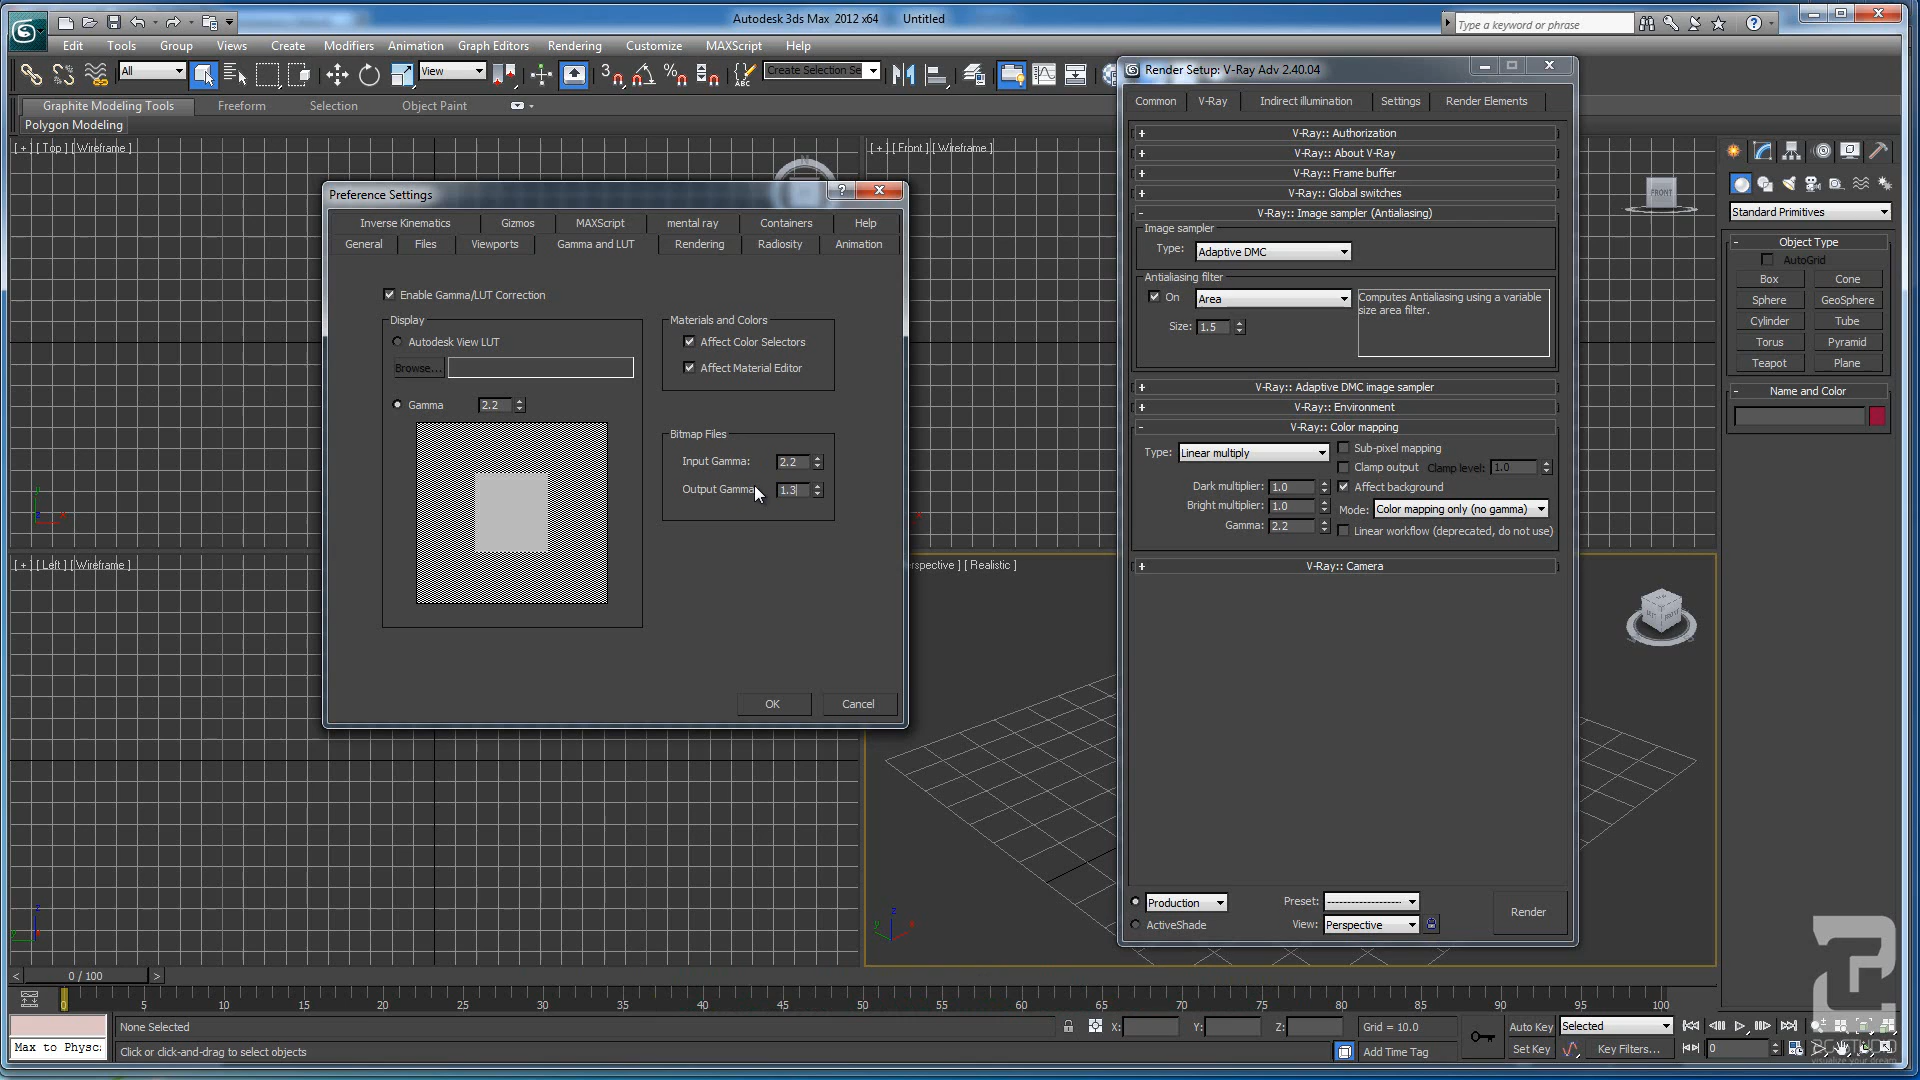 Autodesk 3ds Max 2012 x64 Untitled
Type a keyword or phrase
Edit Tools Group Views Create Modifiers Animation Graph Editors Rendering Customize MAXScript Help
All View Create Selection Se
Graphite Modeling Tools Freeform Selection Object Paint
Polygon Modeling
[ + ] [ Top ] [ Wireframe ]
[ + ] [ Front ] [ Wireframe ]
FRONT
Preference Settings
Inverse Kinematics Gizmos MAXScript mental ray Containers Help
General Files Viewports Gamma and LUT Rendering Radiosity Animation
Enable Gamma/LUT Correction
Display
Autodesk View LUT
Browse...
Gamma 2.2
Materials and Colors
Affect Color Selectors
Affect Material Editor
Bitmap Files
Input Gamma: 2.2
Output Gamma 1.3
OK Cancel
[ + ] [ Left ] [ Wireframe ]
rspective ] [ Realistic ]
Render Setup: V-Ray Adv 2.40.04
Common V-Ray Indirect illumination Settings Render Elements
+ V-Ray:: Authorization
+ V-Ray:: About V-Ray
+ V-Ray:: Frame buffer
+ V-Ray:: Global switches
- V-Ray:: Image sampler (Antialiasing)
Image sampler
Type: Adaptive DMC
Antialiasing filter
On Area
Size: 1.5
Computes Antialiasing using a variable
size area filter.
+ V-Ray:: Adaptive DMC image sampler
+ V-Ray:: Environment
- V-Ray:: Color mapping
Type: Linear multiply Sub-pixel mapping
Clamp output Clamp level: 1.0
Dark multiplier: 1.0 Affect background
Bright multiplier: 1.0 Mode: Color mapping only (no gamma)
Gamma: 2.2 Linear workflow (deprecated, do not use)
+ V-Ray:: Camera
Production Preset: Render
ActiveShade View: Perspective
Standard Primitives
- Object Type
AutoGrid
Box Cone
Sphere GeoSphere
Cylinder Tube
Torus Pyramid
Teapot Plane
- Name and Color
< 0 / 100 >
0 5 10 15 20 25 30 35 40 45 50 55 60 65 70 75 80 85 90 95 100
None Selected X: Y: Z: Grid = 10.0 Auto Key Selected
Max to Physc: Click or click-and-drag to select objects Add Time Tag Set Key Key Filters... 0